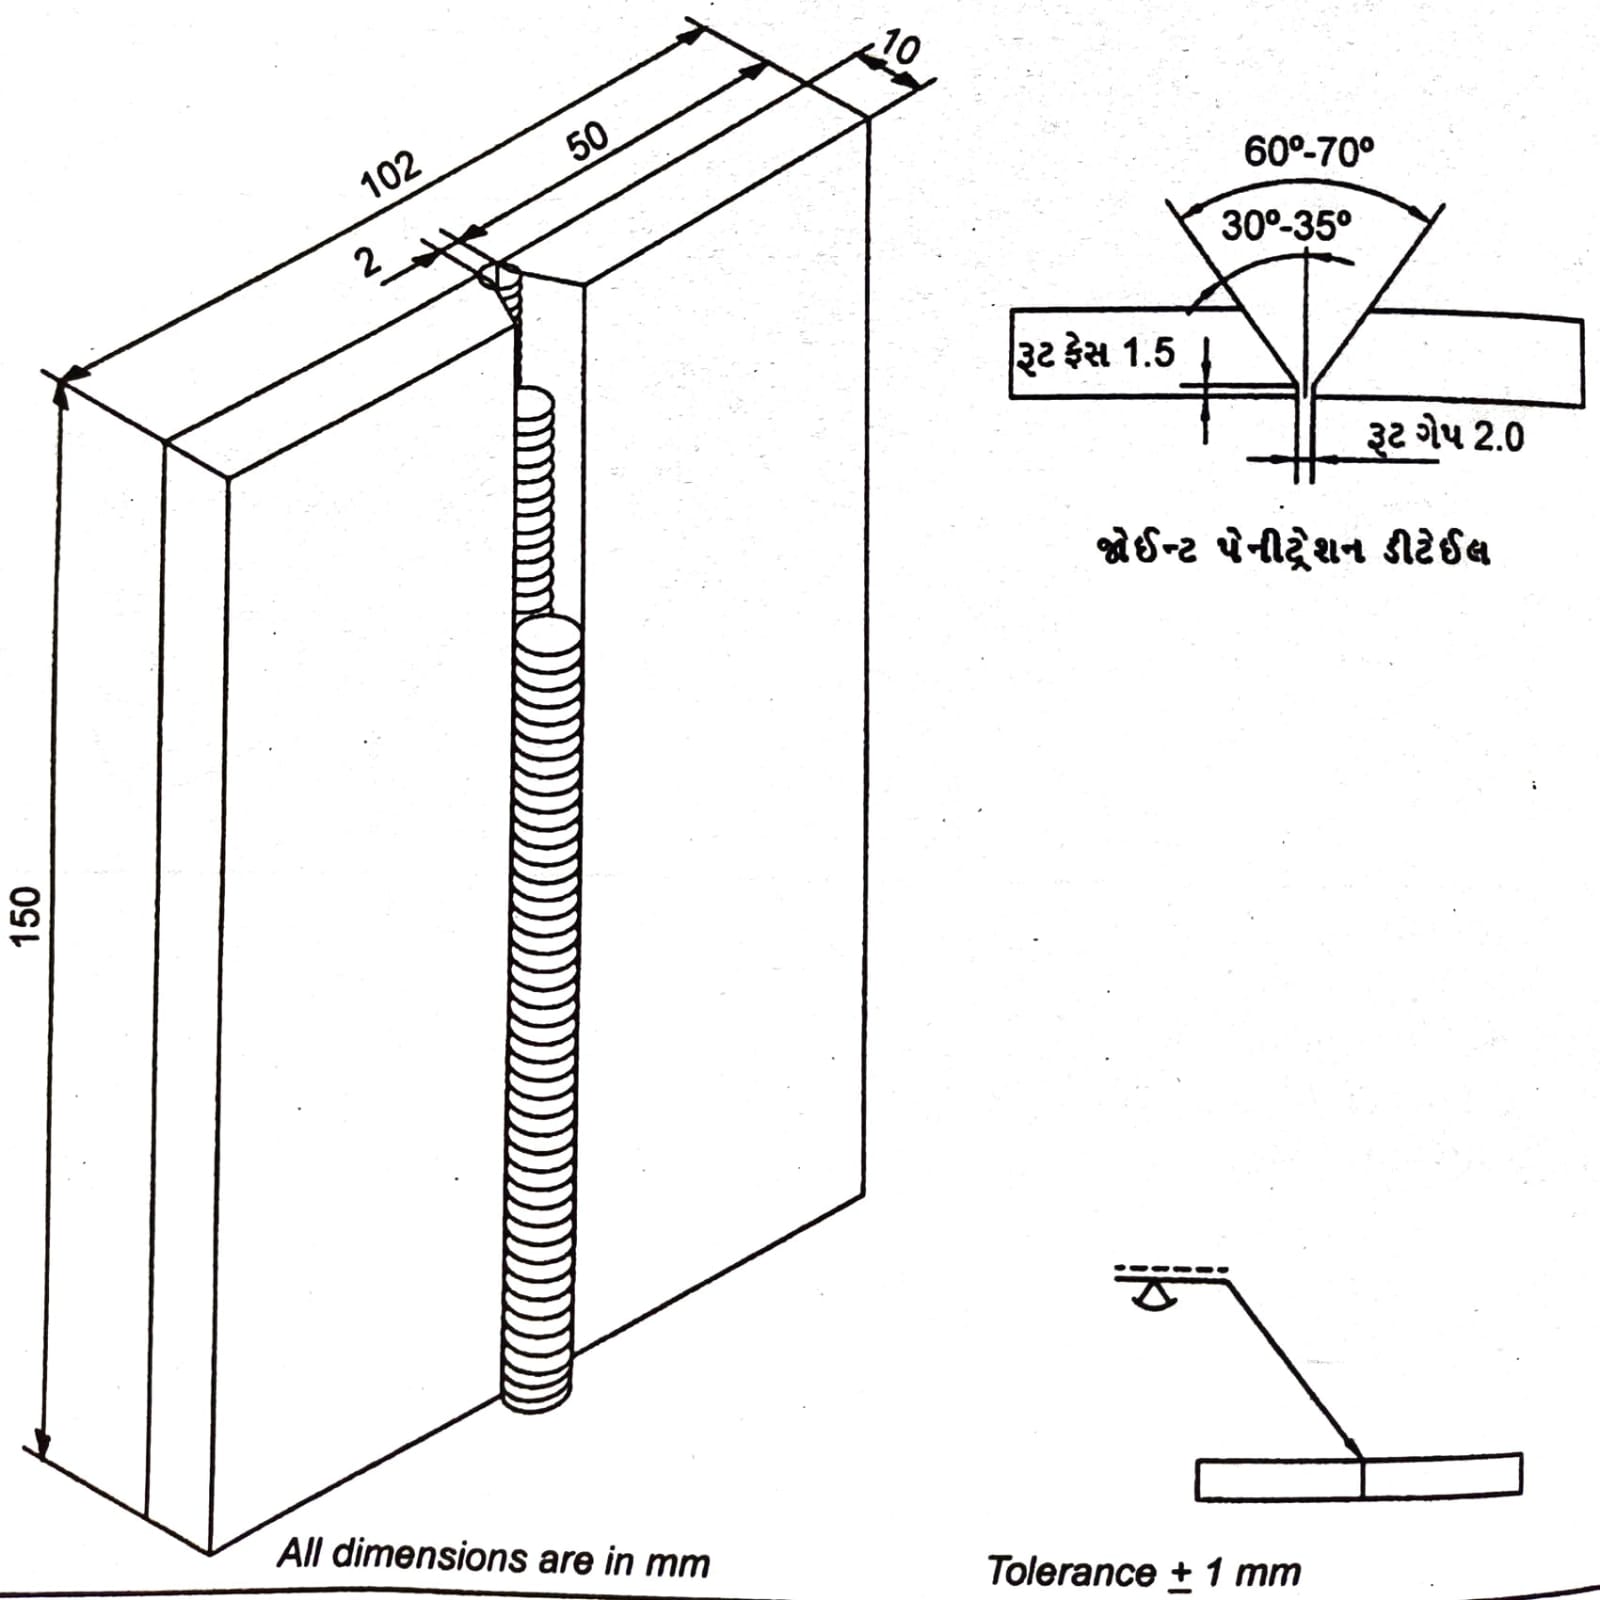 10
50
102
2
150
60º-70º
30º-35º
રૂટ ફેસ 1.5
રૂટ ગેપ 2.0
જોઈન્ટ પેનીટ્રેશન ડીટેઈલ
All dimensions are in mm
Tolerance ± 1 mm